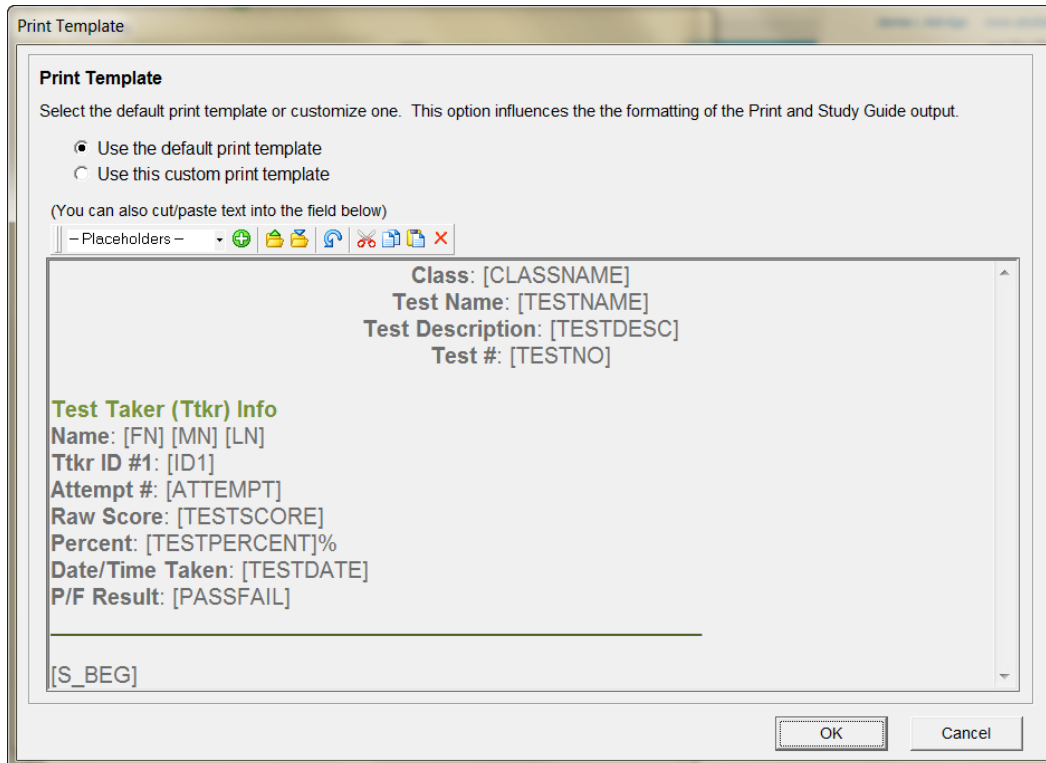 Print Template
Print Template
Select the default print template or customize one. This option influences the the formatting of the Print and Study Guide output.
Use the default print template
Use this custom print template
(You can also cut/paste text into the field below)
– Placeholders –
Class: [CLASSNAME]
Test Name: [TESTNAME]
Test Description: [TESTDESC]
Test #: [TESTNO]
Test Taker (Ttkr) Info
Name: [FN] [MN] [LN]
Ttkr ID #1: [ID1]
Attempt #: [ATTEMPT]
Raw Score: [TESTSCORE]
Percent: [TESTPERCENT]%
Date/Time Taken: [TESTDATE]
P/F Result: [PASSFAIL]
[S_BEG]
OK Cancel